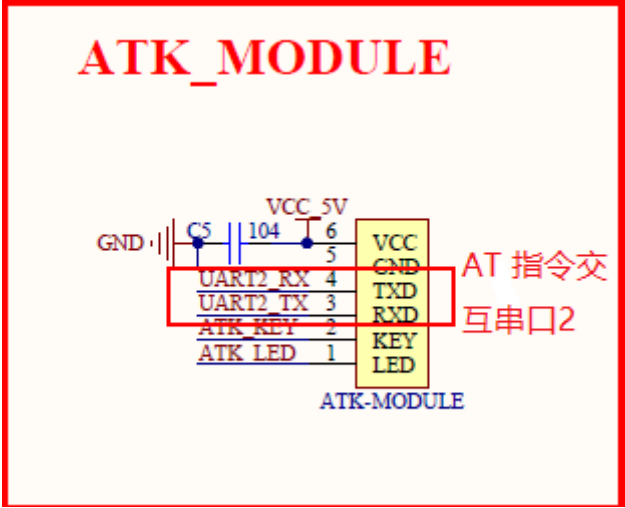 ATK_MODULE
VCC_5V
C5 104 6 VCC
GND 5 GND
UART2_RX 4 TXD
UART2_TX 3 RXD
ATK_KEY 2 KEY
ATK_LED 1 LED
ATK-MODULE
AT 指令交
互串口2